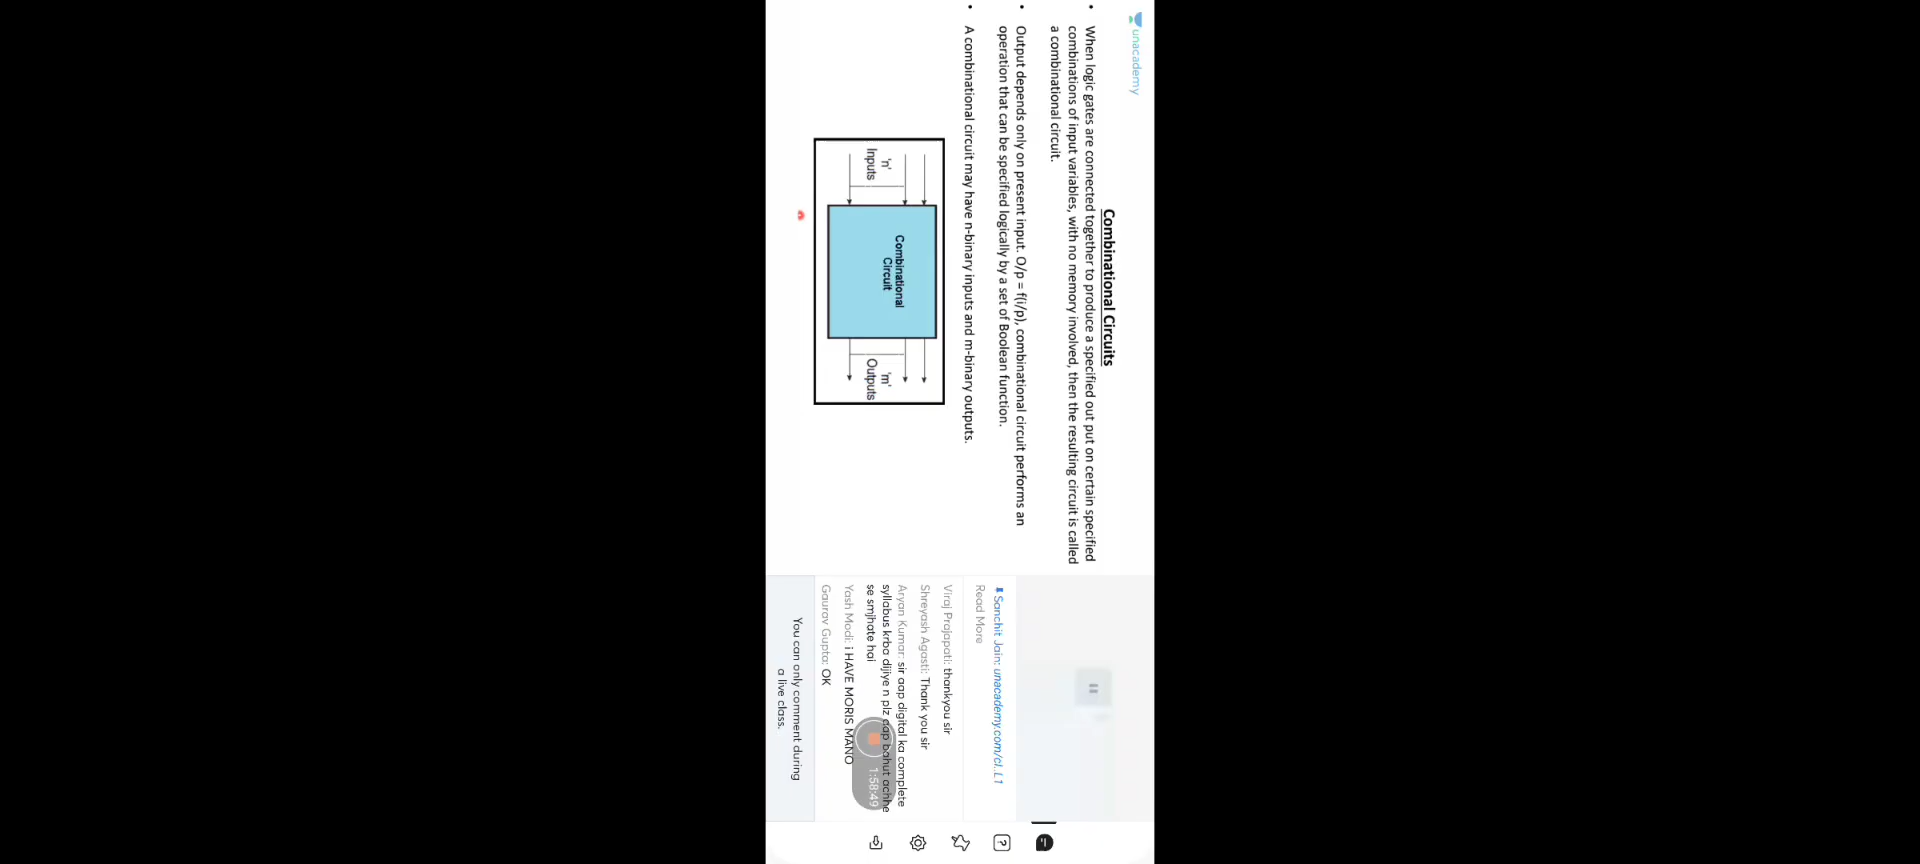 unacademy
Combinational Circuits
• When logic gates are connected together to produce a specified out put on certain specified
combinations of input variables, with no memory involved, then the resulting circuit is called
a combinational circuit.
• Output depends only on present input. O/p = f(i/p), combinational circuit performs an
operation that can be specified logically by a set of Boolean function.
• A combinational circuit may have n-binary inputs and m-binary outputs.
'n'
Inputs
Combinational
Circuit
'm'
Outputs
Sanchit Jain: unacademy.com/cl..L1
Read More
Viraj Prajapati: thankyou sir
Shreyash Agasti: Thank you sir
Aryan Kumar: sir aap digital ka complete
syllabus krba dijiye n plz aap bahut achhe
se smjhate hai
Yash Modi: i HAVE MORIS MANO
Gaurav Gupta: OK
You can only comment during
a live class.
1:58:49